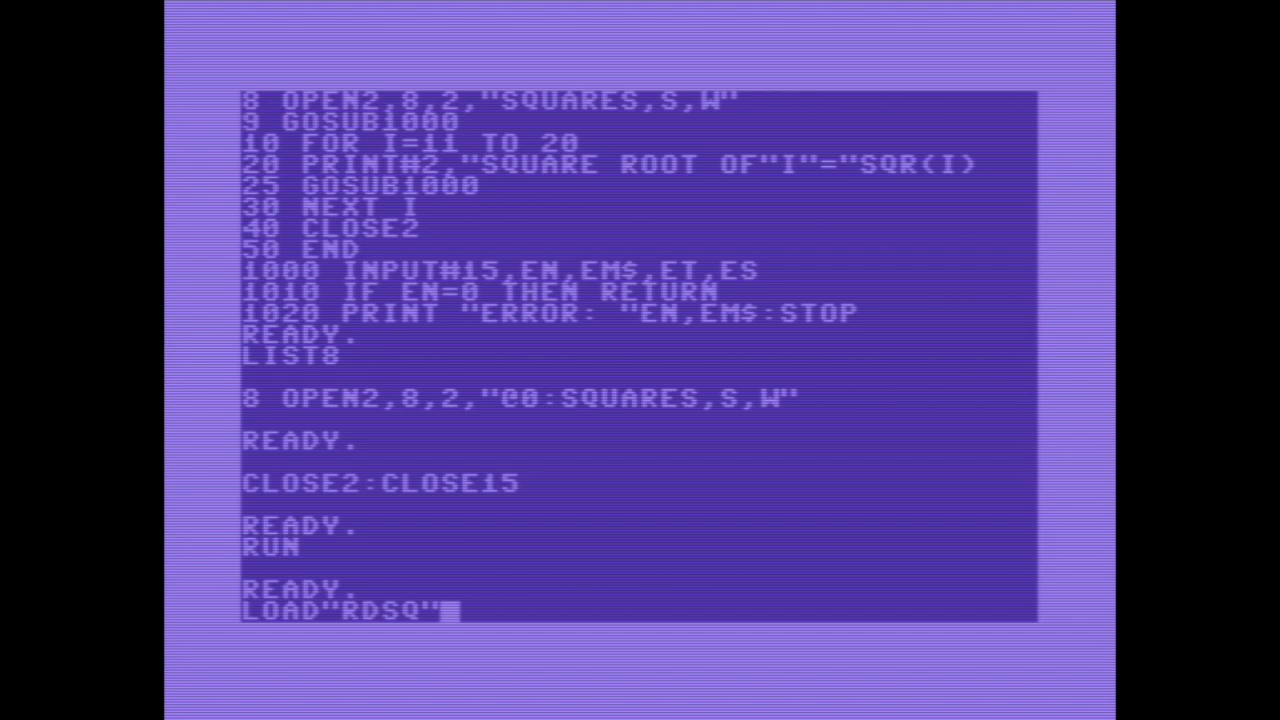 8 OPEN2,8,2,"SQUARES,S,W"
9 GOSUB1000
10 FOR I=11 TO 20
20 PRINT#2,"SQUARE ROOT OF"I"="SQR(I)
25 GOSUB1000
30 NEXT I
40 CLOSE2
50 END
1000 INPUT#15,EN,EM$,ET,ES
1010 IF EN=0 THEN RETURN
1020 PRINT "ERROR: "EN,EM$:STOP
READY.
LIST8
8 OPEN2,8,2,"@0:SQUARES,S,W"
READY.
CLOSE2:CLOSE15
READY.
RUN
READY.
LOAD"RDSQ"